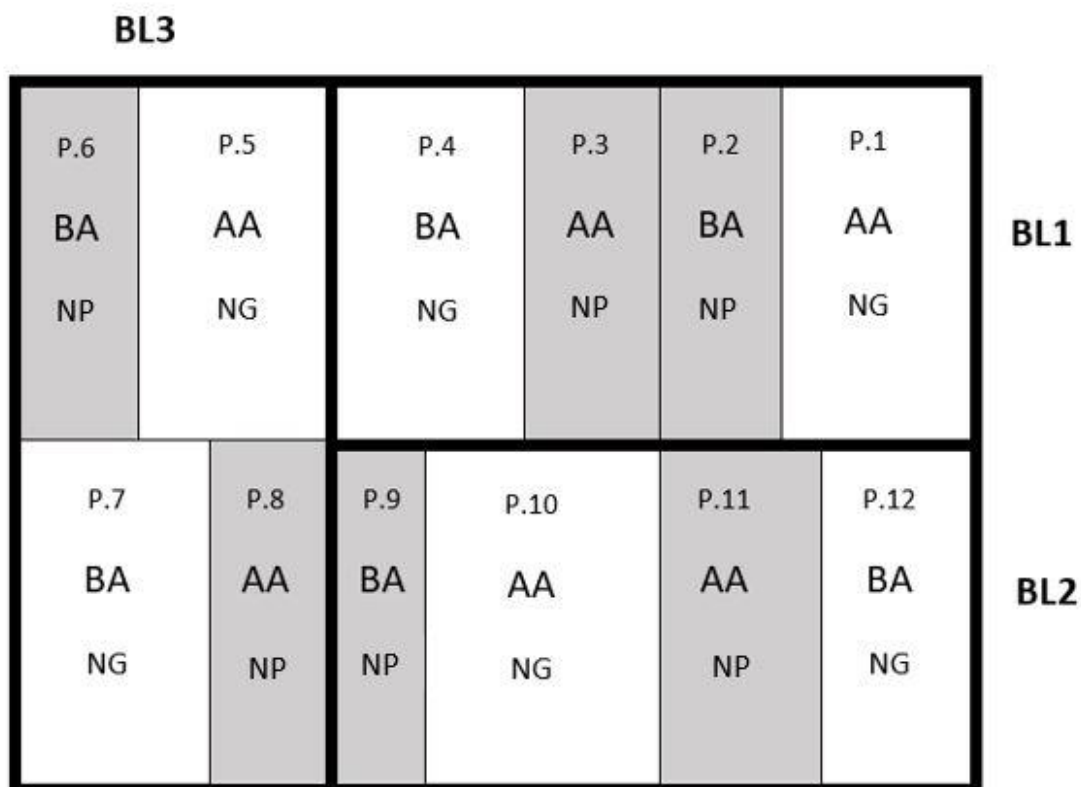 BL3
P.6 P.5 P.4 P.3 P.2 P.1
BA AA BA AA BA AA
NP NG NG NP NP NG
BL1
P.7 P.8 P.9 P.10 P.11 P.12
BA AA BA AA AA BA
NG NP NP NG NP NG
BL2